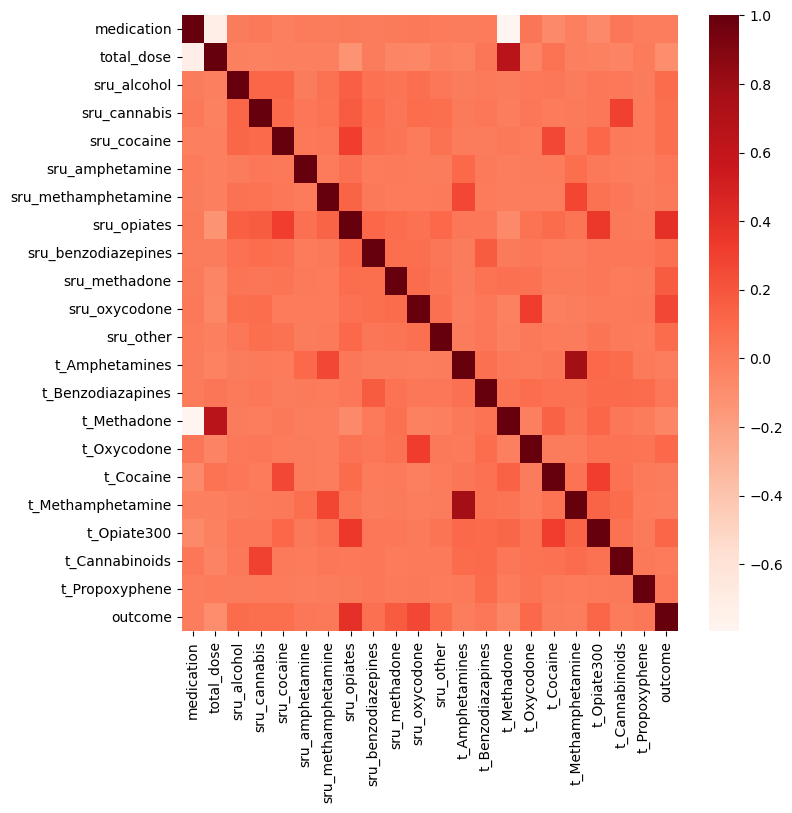 medication
total_dose
sru_alcohol
sru_cannabis
sru_cocaine
sru_amphetamine
sru_methamphetamine
sru_opiates
sru_benzodiazepines
sru_methadone
sru_oxycodone
sru_other
t_Amphetamines
t_Benzodiazapines
t_Methadone
t_Oxycodone
t_Cocaine
t_Methamphetamine
t_Opiate300
t_Cannabinoids
t_Propoxyphene
outcome
medication
total_dose
sru_alcohol
sru_cannabis
sru_cocaine
sru_amphetamine
sru_methamphetamine
sru_opiates
sru_benzodiazepines
sru_methadone
sru_oxycodone
sru_other
t_Amphetamines
t_Benzodiazapines
t_Methadone
t_Oxycodone
t_Cocaine
t_Methamphetamine
t_Opiate300
t_Cannabinoids
t_Propoxyphene
outcome
1.0
0.8
0.6
0.4
0.2
0.0
−0.2
−0.4
−0.6